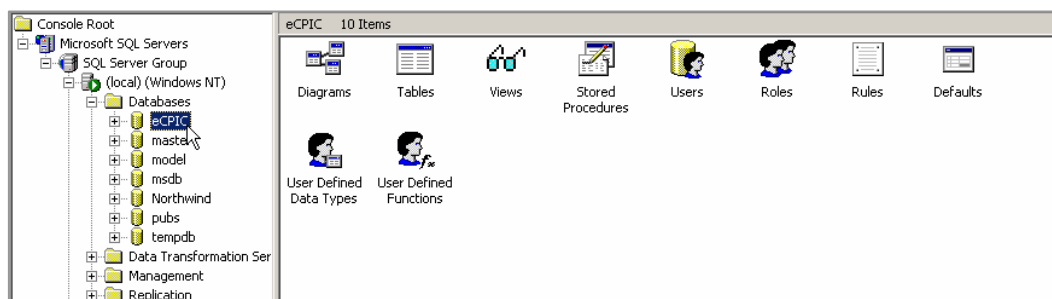 Console Root
Microsoft SQL Servers
SQL Server Group
(local) (Windows NT)
Databases
eCPIC
master
model
msdb
Northwind
pubs
tempdb
Data Transformation Ser
Management
Replication
eCPIC 10 Items
Diagrams Tables Views Stored Users Roles Rules Defaults
Procedures
User Defined User Defined
Data Types Functions